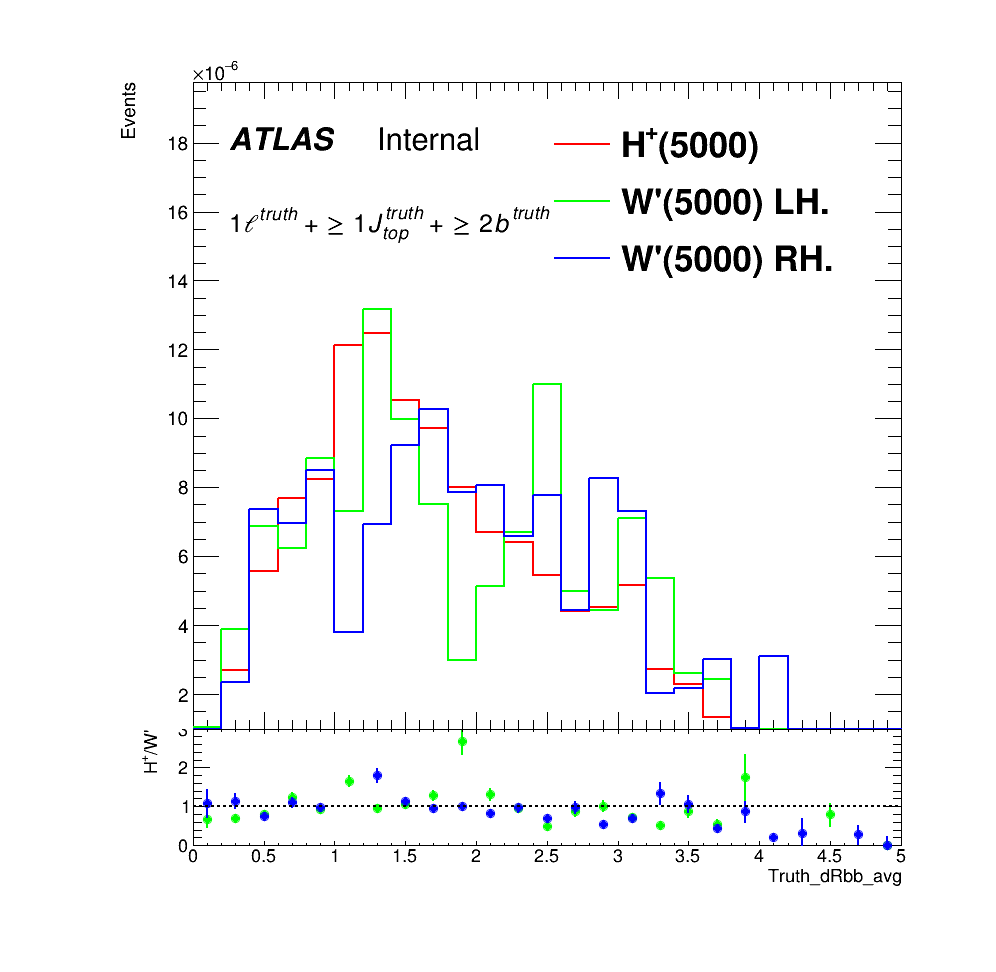 ×10⁻⁶
Events
ATLAS Internal
1ℓ^truth + ≥ 1J_top^truth + ≥ 2b^truth
H⁺(5000)
W'(5000) LH.
W'(5000) RH.
18
16
14
12
10
8
6
4
2
H⁺/W'
3
2
1
0
0 0.5 1 1.5 2 2.5 3 3.5 4 4.5 5
Truth_dRbb_avg